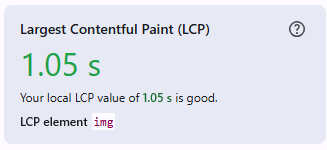 Largest Contentful Paint (LCP)
1.05 s
Your local LCP value of 1.05 s is good.
LCP element img